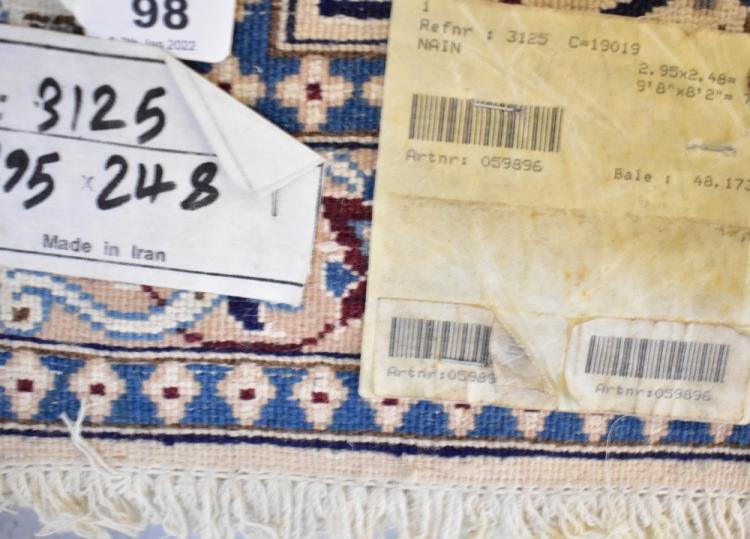 98
2022
: 3125
95 x 248
Made in Iran
1
Refnr : 3125 C=19019
NAIN
2.95x2.48=
9'8"x8'2"=
Artnr: 059896
Bale : 48.173
Artnr:05989
Artnr:059896